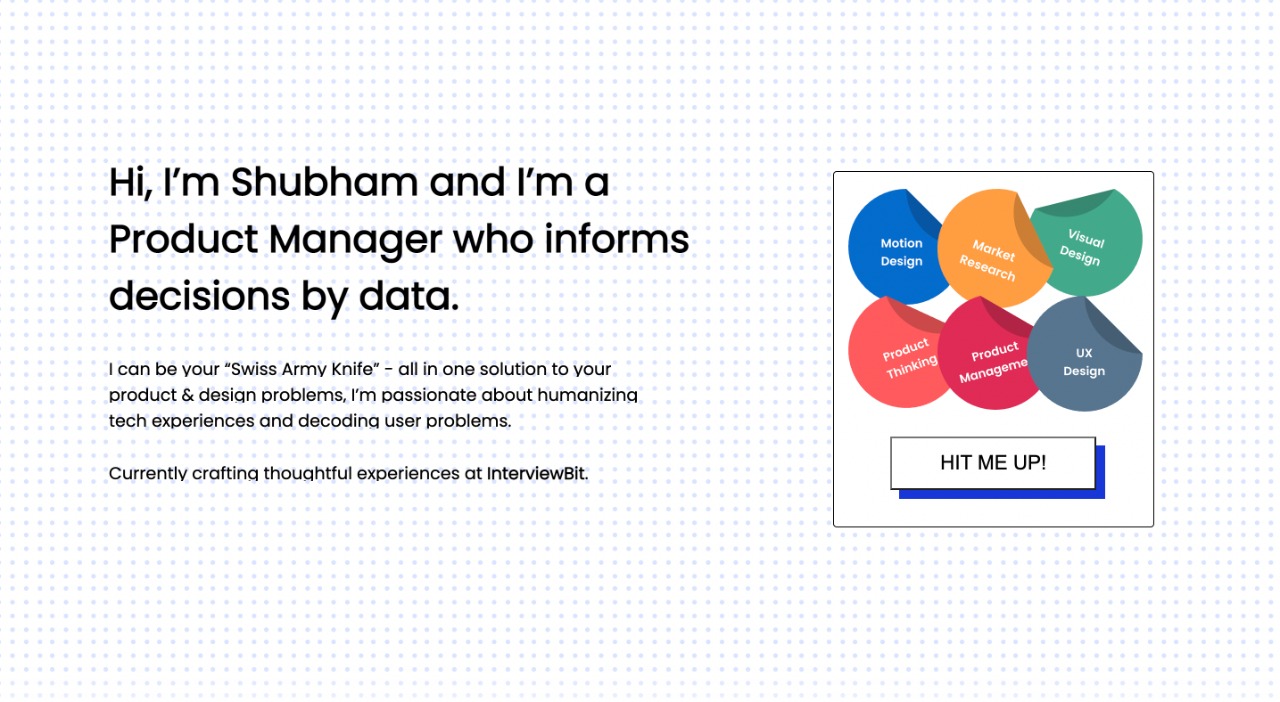 Hi, I’m Shubham and I’m a
Product Manager who informs
decisions by data.
I can be your “Swiss Army Knife” - all in one solution to your
product & design problems, I’m passionate about humanizing
tech experiences and decoding user problems.
Currently crafting thoughtful experiences at InterviewBit.
Motion
Design
Market
Research
Visual
Design
Product
Thinking
Product
Manageme
UX
Design
HIT ME UP!